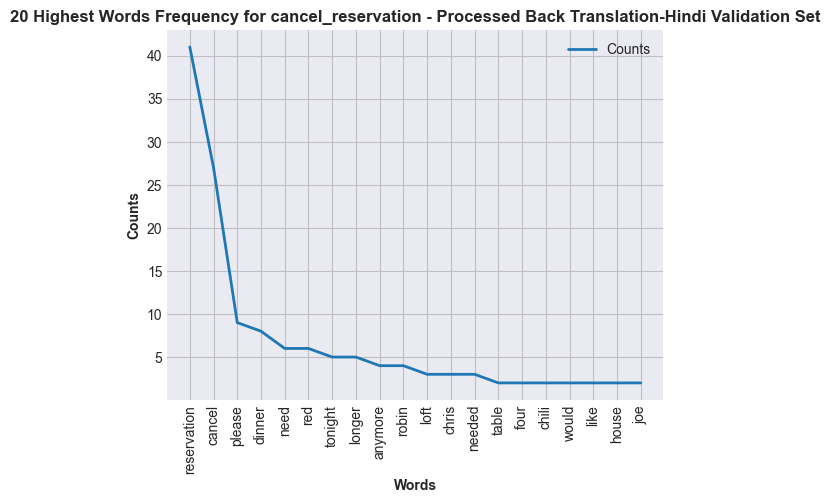 20 Highest Words Frequency for cancel_reservation - Processed Back Translation-Hindi Validation Set
Counts
40
35
30
25
20
15
10
5
Counts
reservation
cancel
please
dinner
need
red
tonight
longer
anymore
robin
loft
chris
needed
table
four
chili
would
like
house
joe
Words